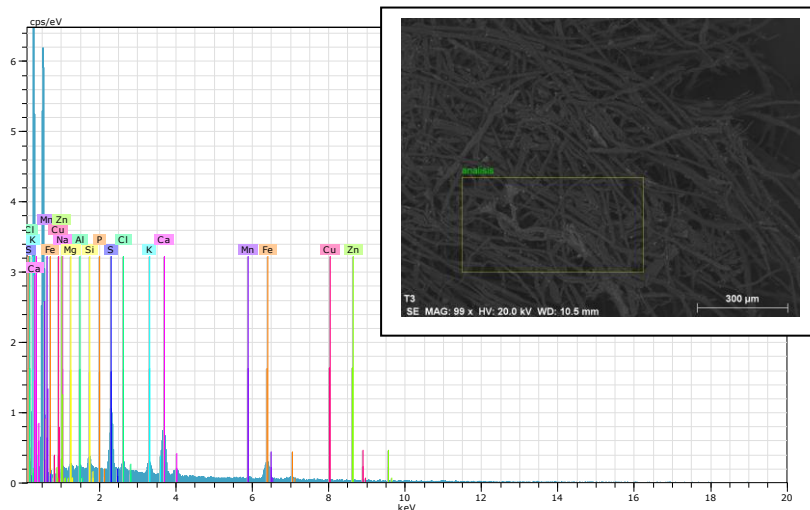 cps/eV
6
5
4
3
2
1
0
2
4
6
8
10
12
14
16
18
20
keV
Mn Zn
Cl Cu
K Na Al P Cl K Ca
S Fe Mg Si S K Mn Fe Cu Zn
Ca
analisis
T3
300 µm
SE MAG: 99 x HV: 20.0 kV WD: 10.5 mm